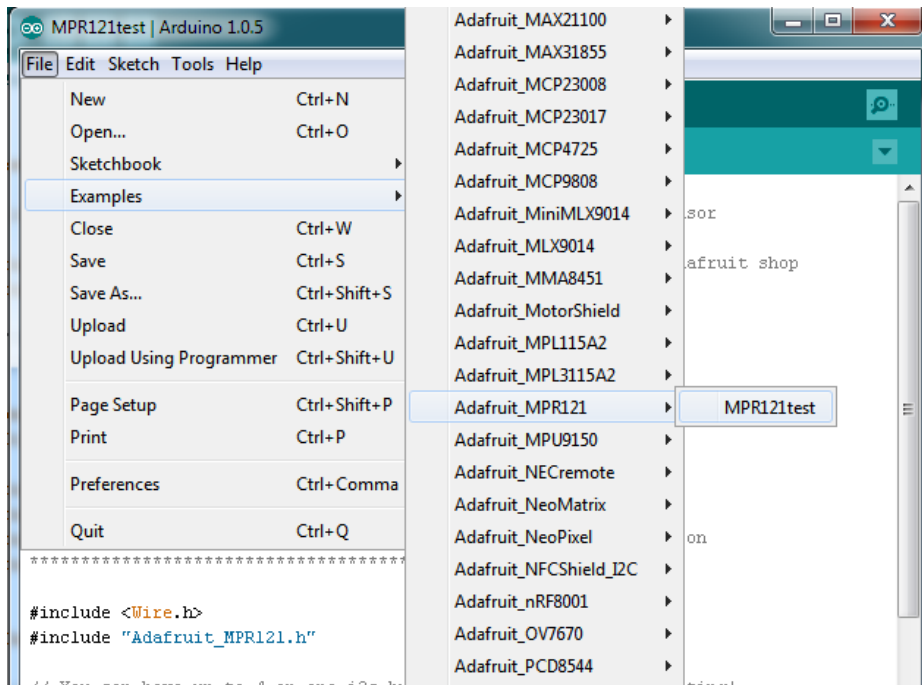 MPR121test | Arduino 1.0.5
File Edit Sketch Tools Help
New Ctrl+N
Open... Ctrl+O
Sketchbook
Examples
Close Ctrl+W
Save Ctrl+S
Save As... Ctrl+Shift+S
Upload Ctrl+U
Upload Using Programmer Ctrl+Shift+U
Page Setup Ctrl+Shift+P
Print Ctrl+P
Preferences Ctrl+Comma
Quit Ctrl+Q
Adafruit_MAX21100
Adafruit_MAX31855
Adafruit_MCP23008
Adafruit_MCP23017
Adafruit_MCP4725
Adafruit_MCP9808
Adafruit_MiniMLX9014
Adafruit_MLX9014
Adafruit_MMA8451
Adafruit_MotorShield
Adafruit_MPL115A2
Adafruit_MPL3115A2
Adafruit_MPR121
Adafruit_MPU9150
Adafruit_NECremote
Adafruit_NeoMatrix
Adafruit_NeoPixel
Adafruit_NFCShield_I2C
Adafruit_nRF8001
Adafruit_OV7670
Adafruit_PCD8544
MPR121test
sor
afruit shop
on
#include <Wire.h>
#include "Adafruit_MPR121.h"